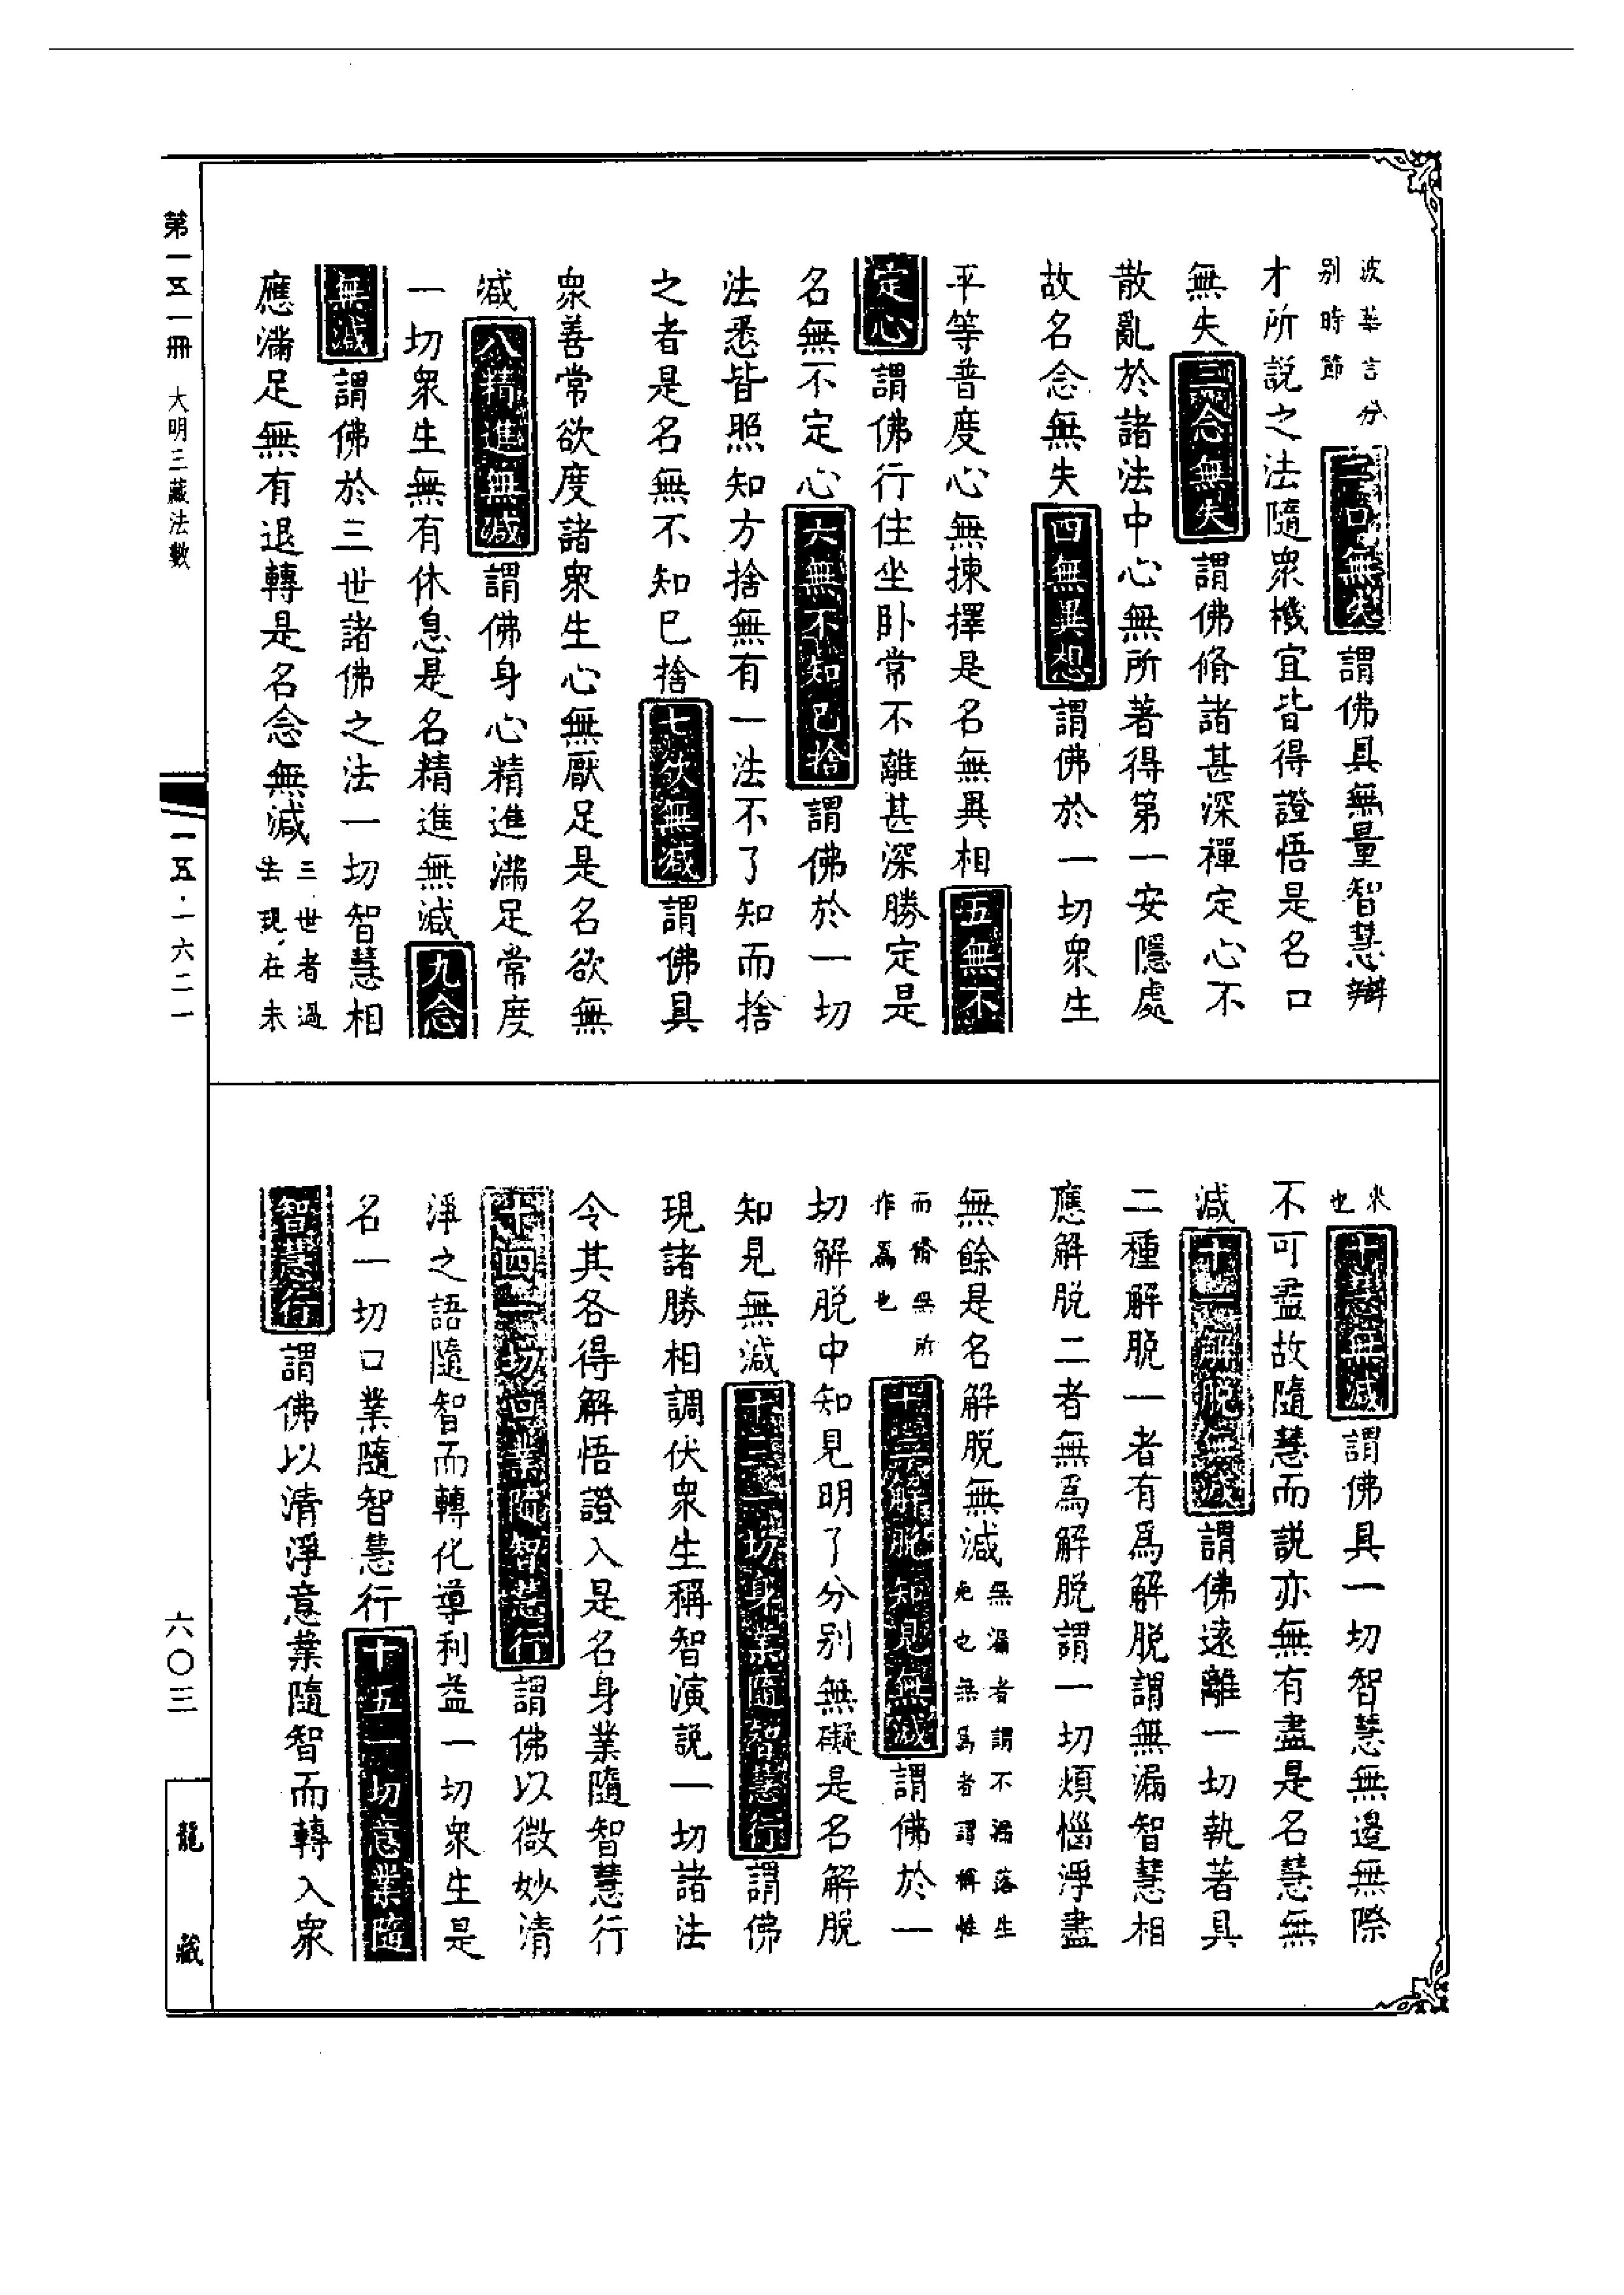 波華言分
別時節
二口無失謂佛具無量智慧辯
才所說之法隨衆機宜皆得證悟是名口
無失三念無失謂佛脩諸甚深禪定心不
散亂於諸法中心無所著得第一安隱處
故名念無失四無異想謂佛於一切衆生
平等普度心無揀擇是名無異相五無不
定心謂佛行住坐卧常不離甚深勝定是
名無不定心六無不知已捨謂佛於一切
法悉皆照知方捨無有一法不了知而捨
之者是名無不知已捨七欲無減謂佛具
衆善常欲度諸衆生心無厭足是名欲無
減八精進無減謂佛身心精進滿足常度
一切衆生無有休息是名精進無減九念
無減謂佛於三世諸佛之法一切智慧相
應滿足無有退轉是名念無減三世者過
去現在未
來
也
十慧無減謂佛具一切智慧無邊無際
不可盡故隨慧而說亦無有盡是名慧無
減十一解脫無減謂佛遠離一切執著具
二種解脫一者有爲解脫謂無漏智慧相
應解脫二者無爲解脫謂一切煩惱淨盡
無餘是名解脫無減無漏者謂不漏落生
死也無爲者謂稱性
而脩無所
作爲也
十二解脫知見無減謂佛於一
切解脫中知見明了分別無礙是名解脫
知見無減十三一切身業隨智慧行謂佛
現諸勝相調伏衆生稱智演說一切諸法
令其各得解悟證入是名身業隨智慧行
十四一切口業隨智慧行謂佛以微妙清
淨之語隨智而轉化導利益一切衆生是
名一切口業隨智慧行十五一切意業隨
智慧行謂佛以清淨意業隨智而轉入衆
第一五一冊 大明三藏法數
一五·一六二一
六〇三
龍藏